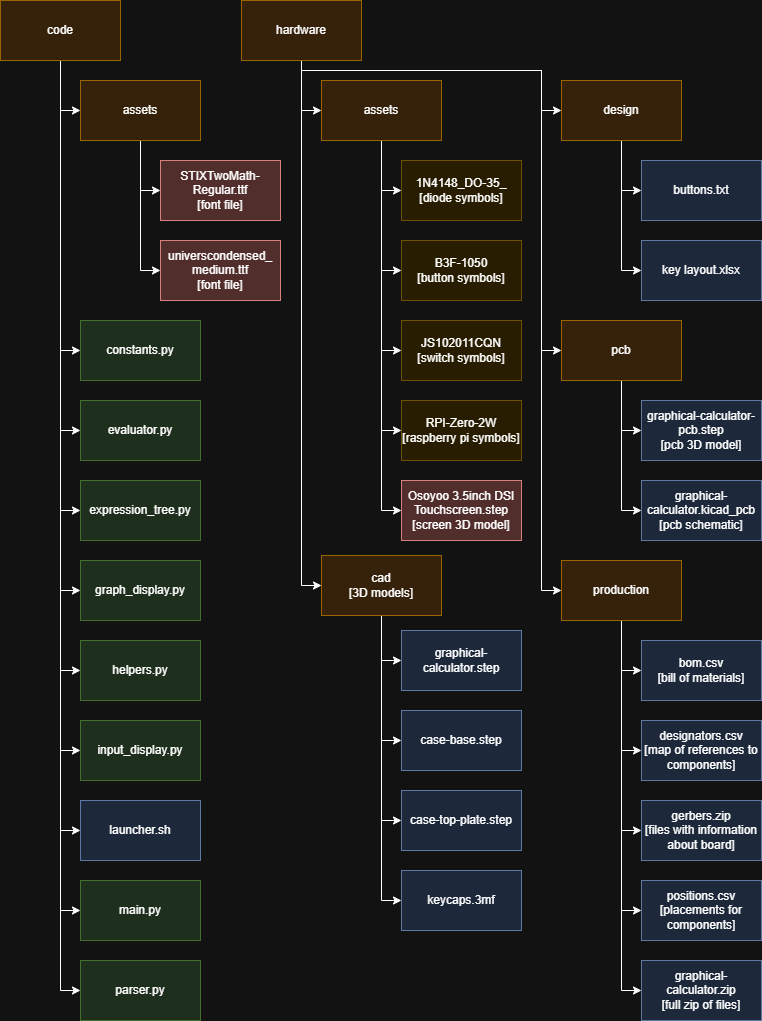 code
assets
STIXTwoMath-
Regular.ttf
[font file]
universcondensed_
medium.ttf
[font file]
constants.py
evaluator.py
expression_tree.py
graph_display.py
helpers.py
input_display.py
launcher.sh
main.py
parser.py
hardware
assets
1N4148_DO-35_
[diode symbols]
B3F-1050
[button symbols]
JS102011CQN
[switch symbols]
RPI-Zero-2W
[raspberry pi symbols]
Osoyoo 3.5inch DSI
Touchscreen.step
[screen 3D model]
cad
[3D models]
graphical-
calculator.step
case-base.step
case-top-plate.step
keycaps.3mf
design
buttons.txt
key layout.xlsx
pcb
graphical-calculator-
pcb.step
[pcb 3D model]
graphical-
calculator.kicad_pcb
[pcb schematic]
production
bom.csv
[bill of materials]
designators.csv
[map of references to
components]
gerbers.zip
[files with information
about board]
positions.csv
[placements for
components]
graphical-
calculator.zip
[full zip of files]